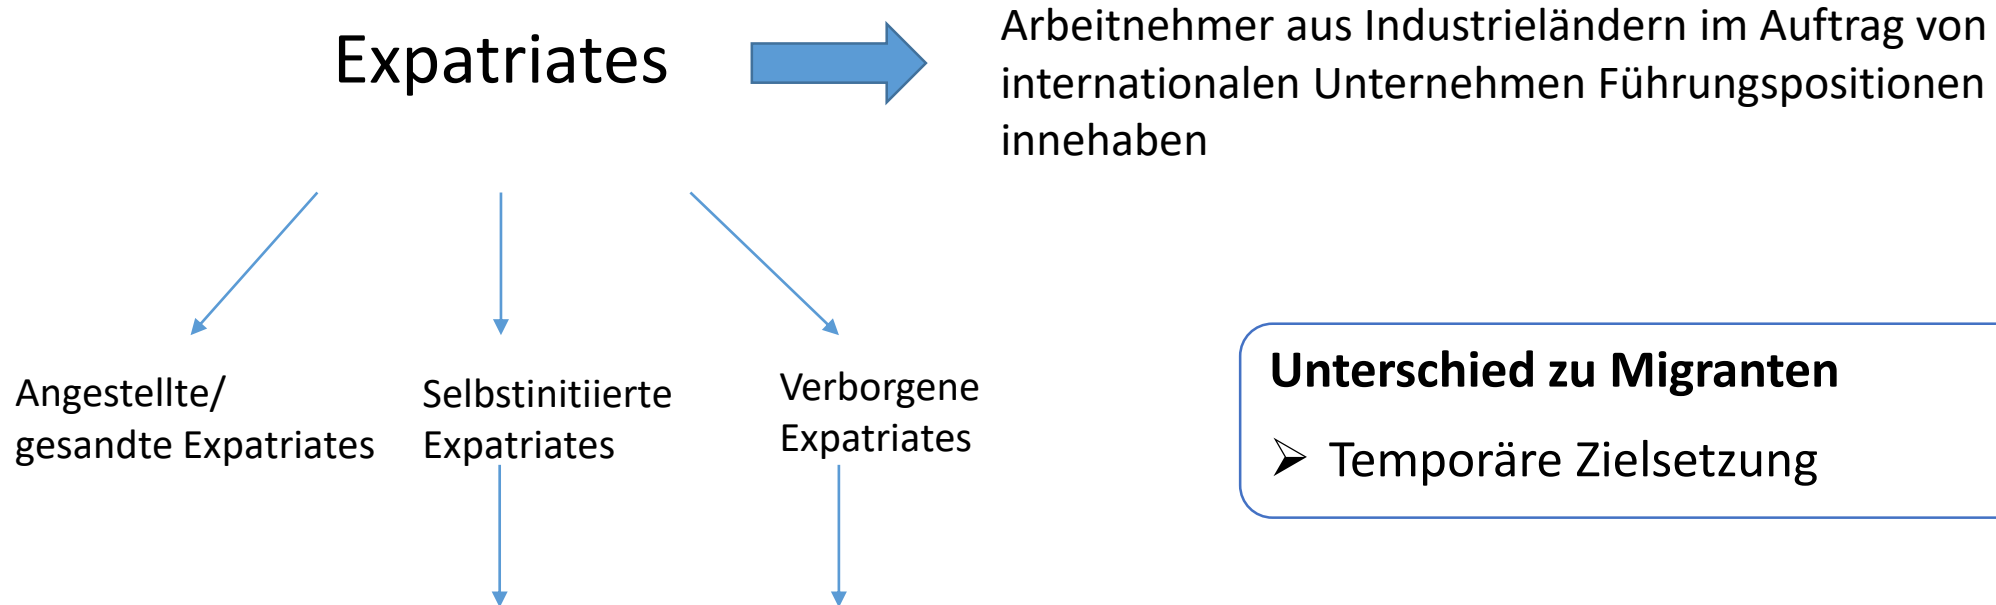 Expatriates
Arbeitnehmer aus Industrieländern im Auftrag von
internationalen Unternehmen Führungspositionen
innehaben
Angestellte/
gesandte Expatriates
Selbstinitiierte
Expatriates
Verborgene
Expatriates
Unterschied zu Migranten
➢ Temporäre Zielsetzung